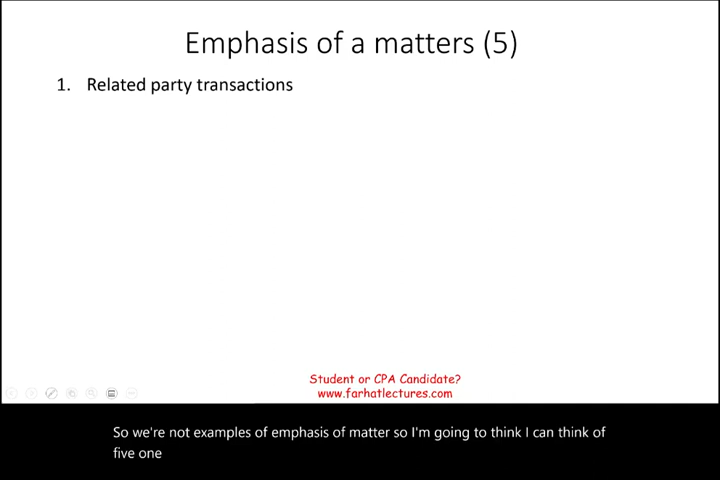 Emphasis of a matters (5)
1. Related party transactions
Student or CPA Candidate?
www.farhatlectures.com
So we're not examples of emphasis of matter so I'm going to think I can think of
five one